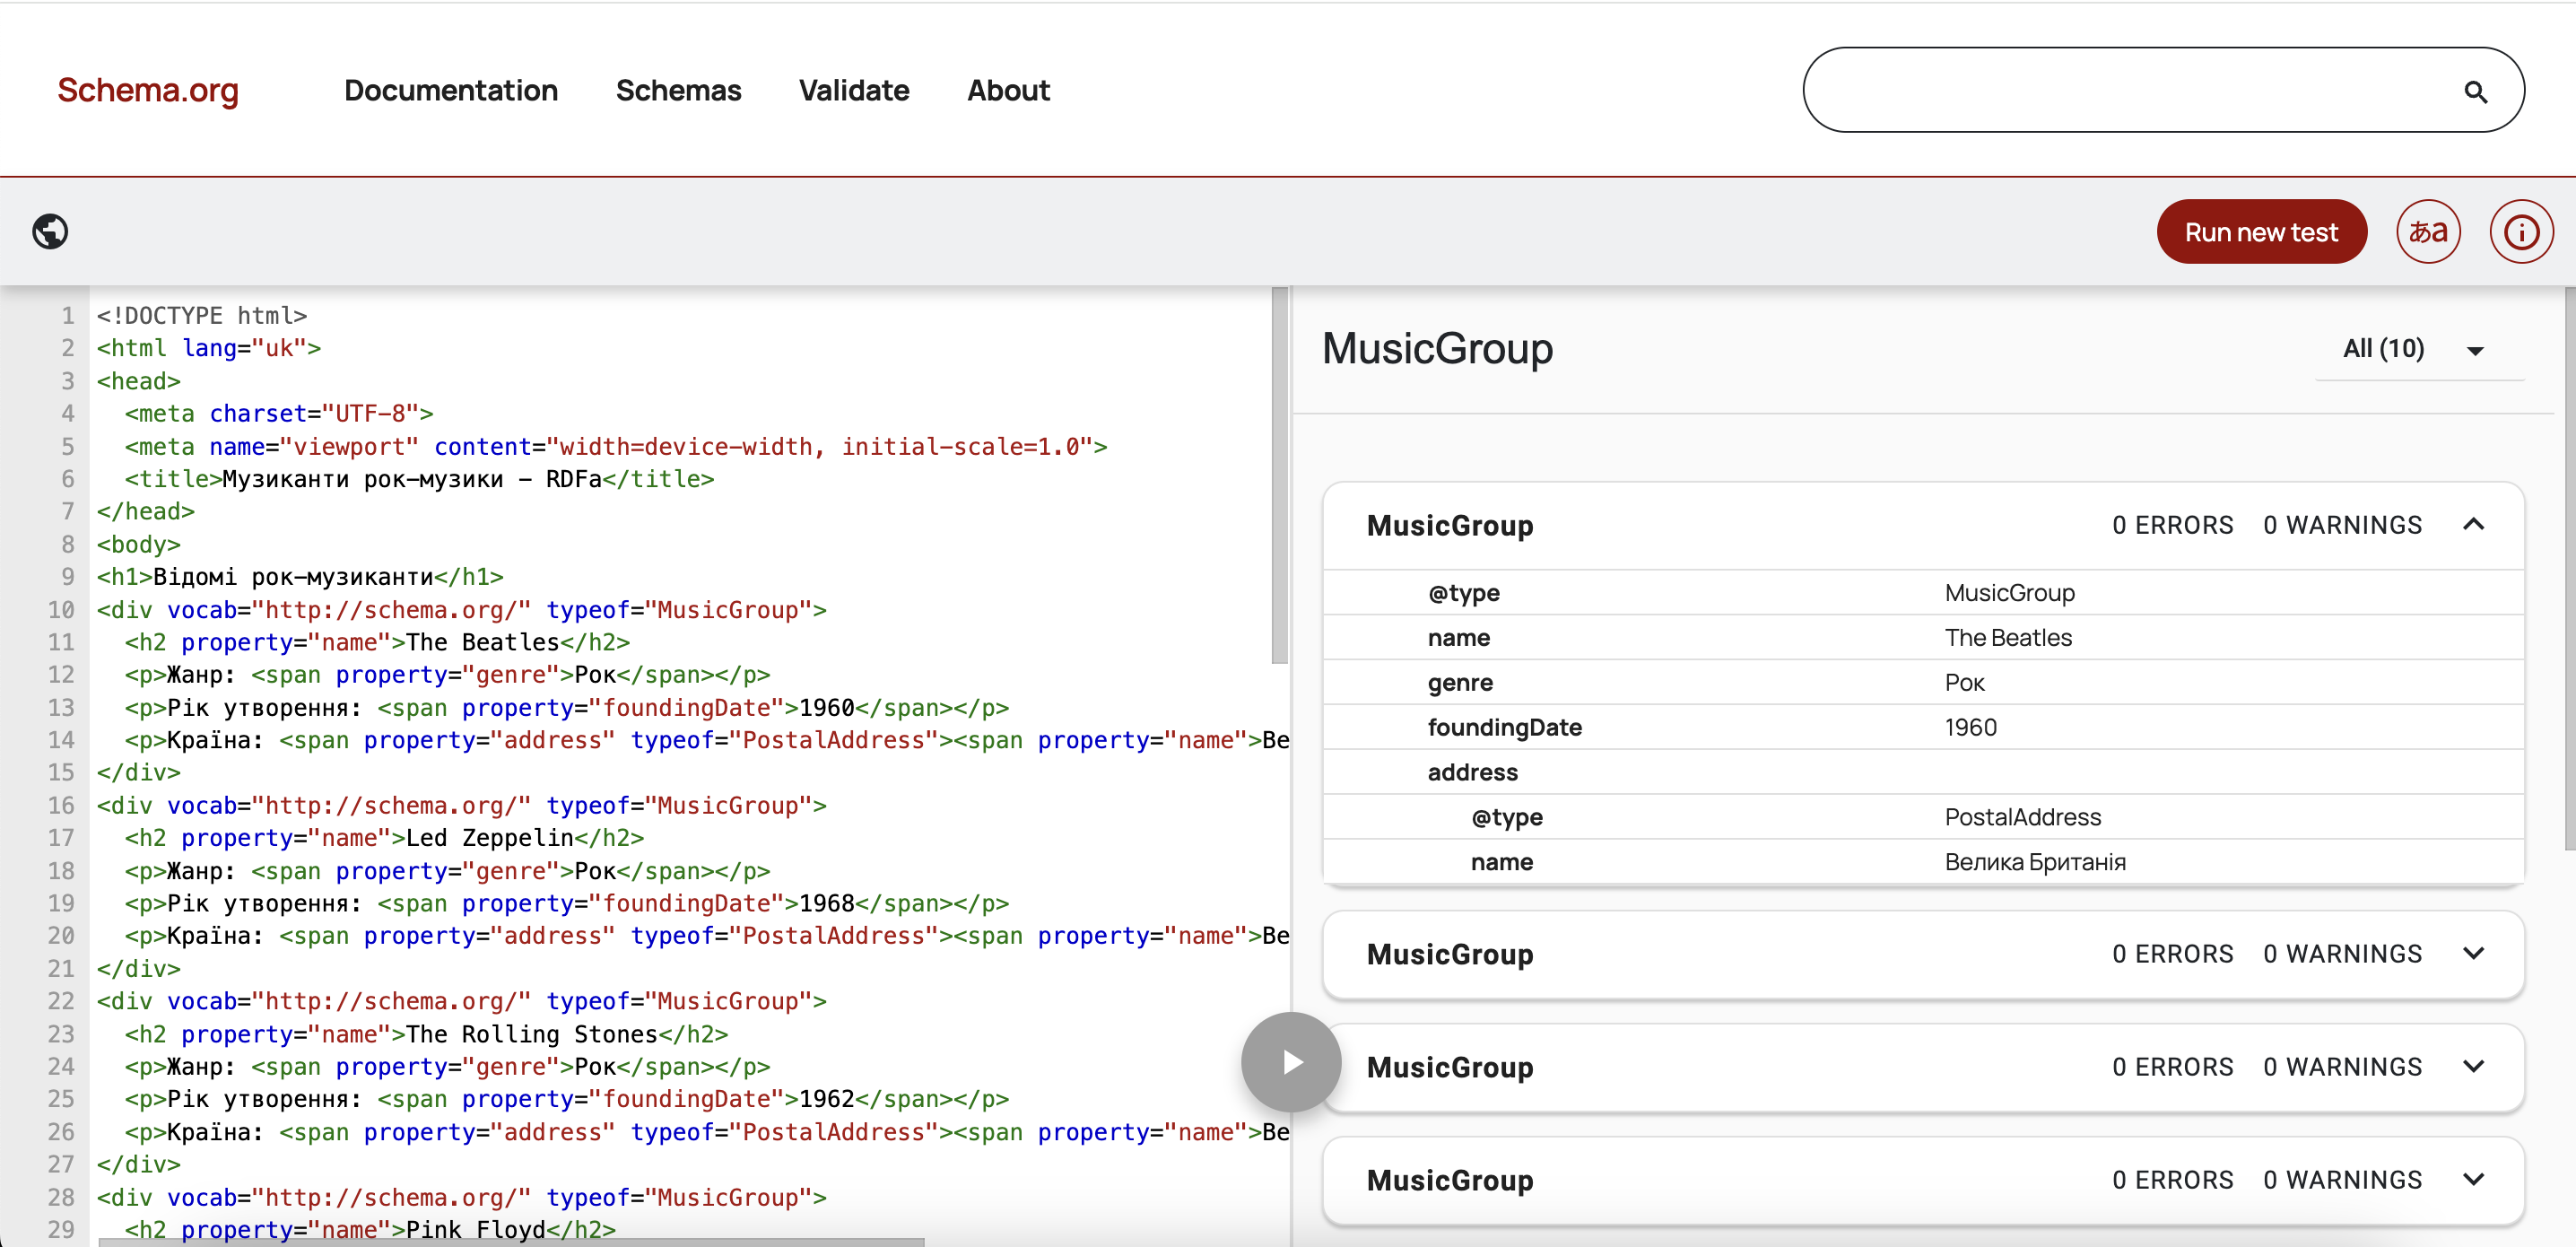 Schema.org Documentation Schemas Validate About
あa
Run new test
1 <!DOCTYPE html>
2 <html lang="uk">
3 <head>
4 <meta charset="UTF-8">
5 <meta name="viewport" content="width=device-width, initial-scale=1.0">
6 <title>Музиканти рок-музики - RDFa</title>
7 </head>
8 <body>
9 <h1>Відомі рок-музиканти</h1>
10 <div vocab="http://schema.org/" typeof="MusicGroup">
11 <h2 property="name">The Beatles</h2>
12 <p>Жанр: <span property="genre">Рок</span></p>
13 <p>Рік утворення: <span property="foundingDate">1960</span></p>
14 <p>Країна: <span property="address" typeof="PostalAddress"><span property="name">Ве
15 </div>
16 <div vocab="http://schema.org/" typeof="MusicGroup">
17 <h2 property="name">Led Zeppelin</h2>
18 <p>Жанр: <span property="genre">Рок</span></p>
19 <p>Рік утворення: <span property="foundingDate">1968</span></p>
20 <p>Країна: <span property="address" typeof="PostalAddress"><span property="name">Ве
21 </div>
22 <div vocab="http://schema.org/" typeof="MusicGroup">
23 <h2 property="name">The Rolling Stones</h2>
24 <p>Жанр: <span property="genre">Рок</span></p>
25 <p>Рік утворення: <span property="foundingDate">1962</span></p>
26 <p>Країна: <span property="address" typeof="PostalAddress"><span property="name">Ве
27 </div>
28 <div vocab="http://schema.org/" typeof="MusicGroup">
29 <h2 property="name">Pink Floyd</h2>
MusicGroup All (10)
MusicGroup 0 ERRORS 0 WARNINGS
@type MusicGroup
name The Beatles
genre Рок
foundingDate 1960
address
@type PostalAddress
name Велика Британія
MusicGroup 0 ERRORS 0 WARNINGS
MusicGroup 0 ERRORS 0 WARNINGS
MusicGroup 0 ERRORS 0 WARNINGS